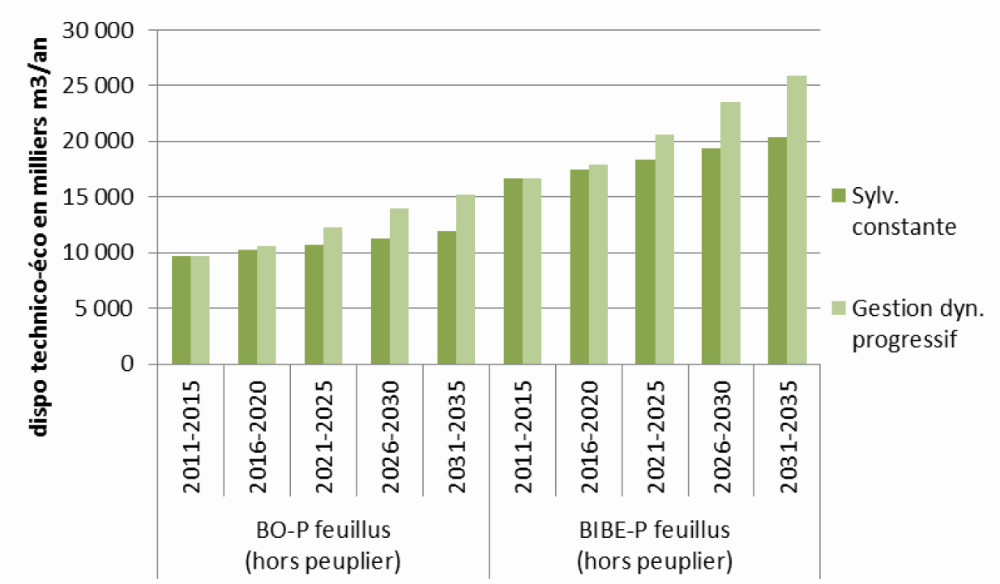 dispo technico-éco en milliers m3/an
30 000
25 000
20 000
15 000
10 000
5 000
0
2011-2015
2016-2020
2021-2025
2026-2030
2031-2035
2011-2015
2016-2020
2021-2025
2026-2030
2031-2035
BO-P feuillus
(hors peuplier)
BIBE-P feuillus
(hors peuplier)
Sylv.
constante
Gestion dyn.
progressif